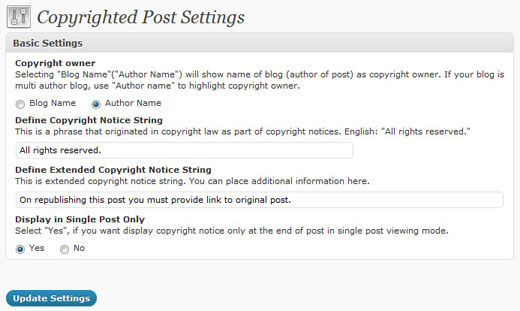 Copyrighted Post Settings
Basic Settings
Copyright owner
Selecting "Blog Name"("Author Name") will show name of blog (author of post) as copyright owner. If your blog is
multi author blog, use "Author name" to highlight copyright owner.
Blog Name Author Name
Define Copyright Notice String
This is a phrase that originated in copyright law as part of copyright notices. English: "All rights reserved."
All rights reserved.
Define Extended Copyright Notice String
This is extended copyright notice string. You can place additional information here.
On republishing this post you must provide link to original post.
Display in Single Post Only
Select "Yes", if you want display copyright notice only at the end of post in single post viewing mode.
Yes No
Update Settings